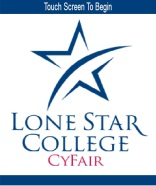 Touch Screen To Begin
LONE STAR
COLLEGE
CYFAIR